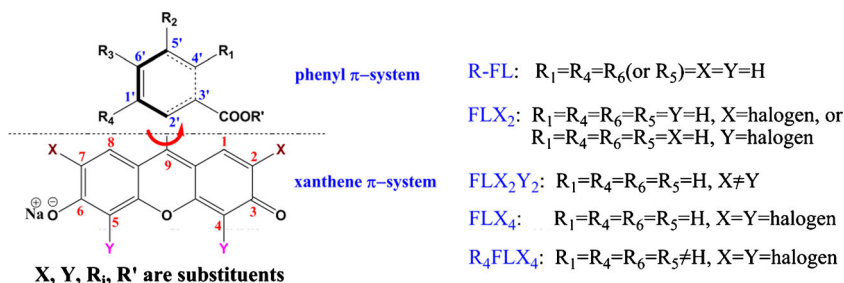 R₂
R₃ 5' R₁
6' 4'
1' 3'
R₄ 2' COOR'
phenyl π−system
8 1
X 7 9 2 X
xanthene π−system
Na⊕ ⊖O 6 5 O 4 3 O
Y Y
X, Y, Rᵢ, R' are substituents
R-FL: R₁=R₄=R₆(or R₅)=X=Y=H
FLX₂: R₁=R₄=R₆=R₅=Y=H, X=halogen, or
R₁=R₄=R₆=R₅=X=H, Y=halogen
FLX₂Y₂: R₁=R₄=R₆=R₅=H, X≠Y
FLX₄: R₁=R₄=R₆=R₅=H, X=Y=halogen
R₄FLX₄: R₁=R₄=R₆=R₅≠H, X=Y=halogen